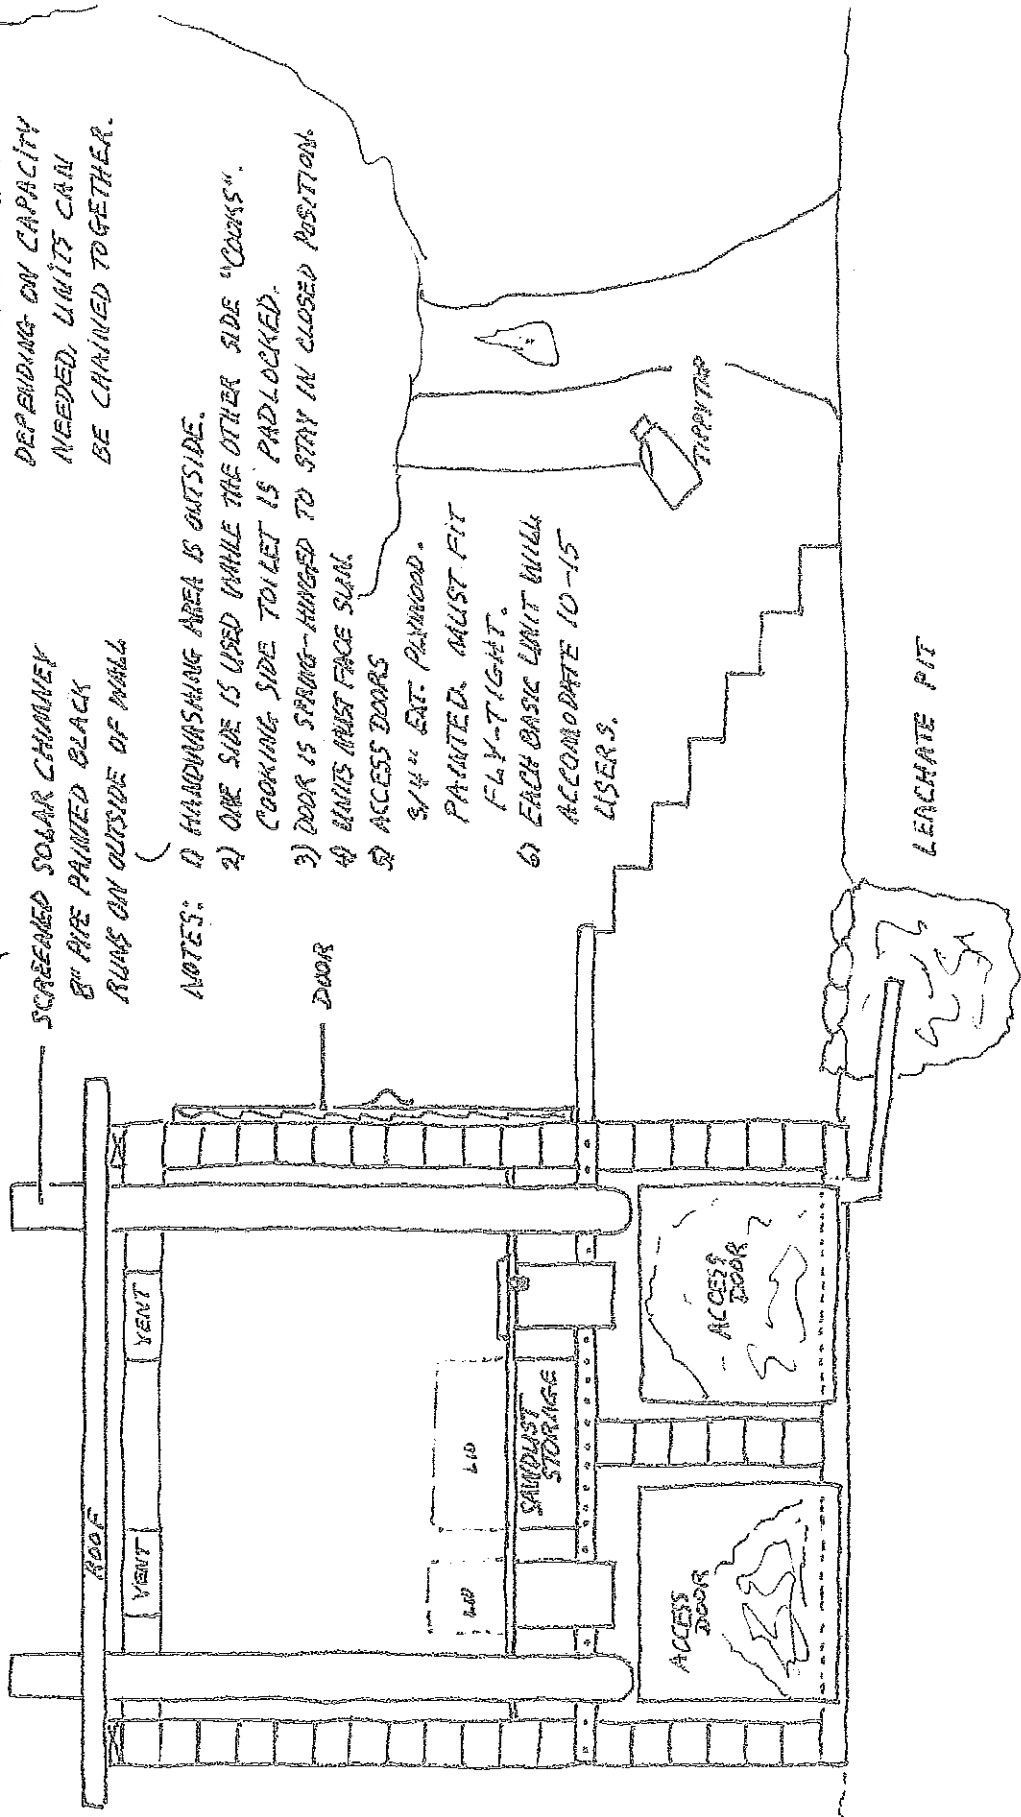 DEPENDING ON CAPACITY
NEEDED, UNITS CAN
BE CHAINED TOGETHER.
SCREENED SOLAR CHIMNEY
8" PIPE PAINTED BLACK
RUNS ON OUTSIDE OF WALL
NOTES: 1) HANDWASHING AREA IS OUTSIDE.
2) ONE SIDE IS USED WHILE THE OTHER SIDE "COOKS".
COOKING SIDE TOILET IS PADLOCKED.
3) DOOR IS SPRING-HINGED TO STAY IN CLOSED POSITION.
4) UNITS MUST FACE SUN.
5) ACCESS DOORS
3/4" EXT. PLYWOOD.
PAINTED. MUST FIT
FLY-TIGHT.
6) EACH BASIC UNIT WILL
ACCOMODATE 10-15
USERS.
ROOF
VENT
VENT
DOOR
LID
LID
SAWDUST
STORAGE
ACCESS
DOOR
ACCESS
DOOR
TIPPY TAP
LEACHATE PIT